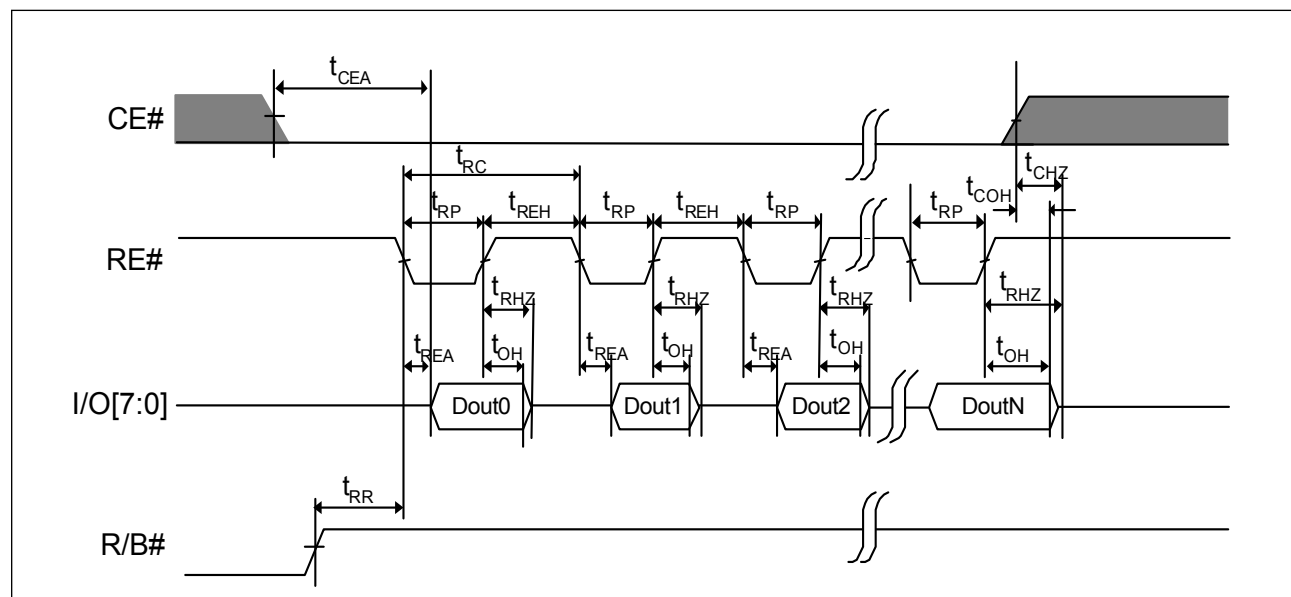 tCEA
CE#
tRC
tCHZ
tCOH
tRP tREH tRP tREH tRP tRP
RE#
tRHZ tRHZ tRHZ tRHZ
tREA tOH tREA tOH tREA tOH tOH
I/O[7:0] Dout0 Dout1 Dout2 DoutN
tRR
R/B#